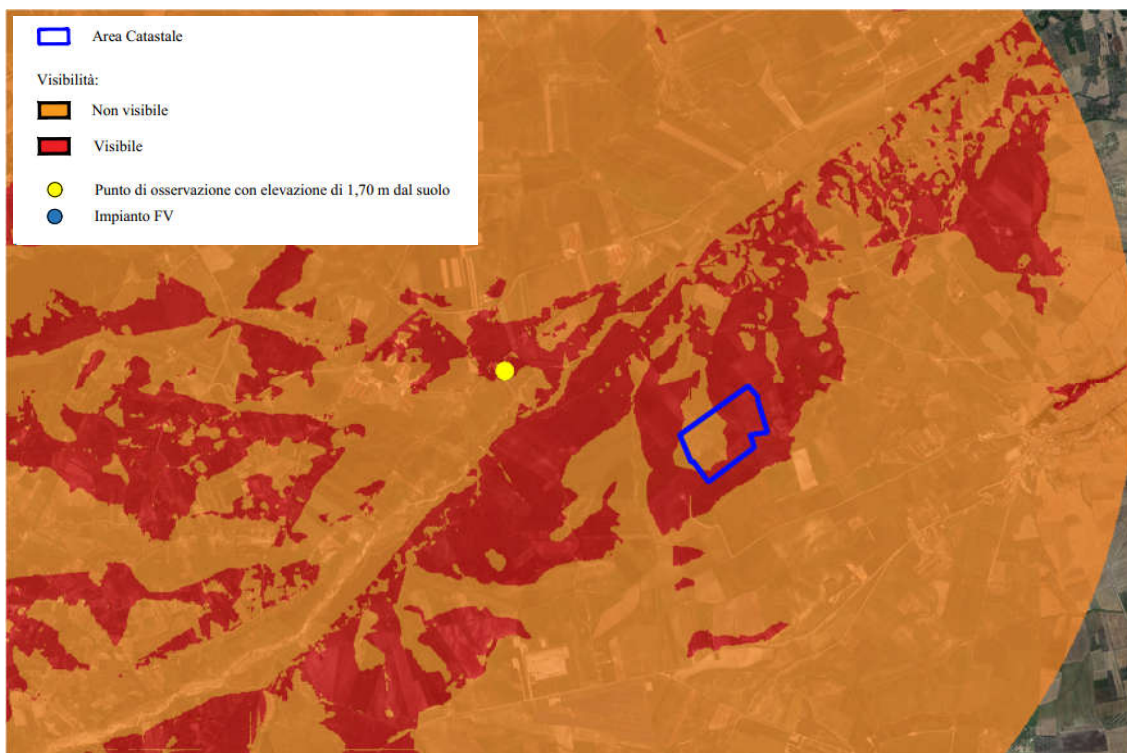 Area Catastale
Visibilità:
Non visibile
Visibile
Punto di osservazione con elevazione di 1,70 m dal suolo
Impianto FV